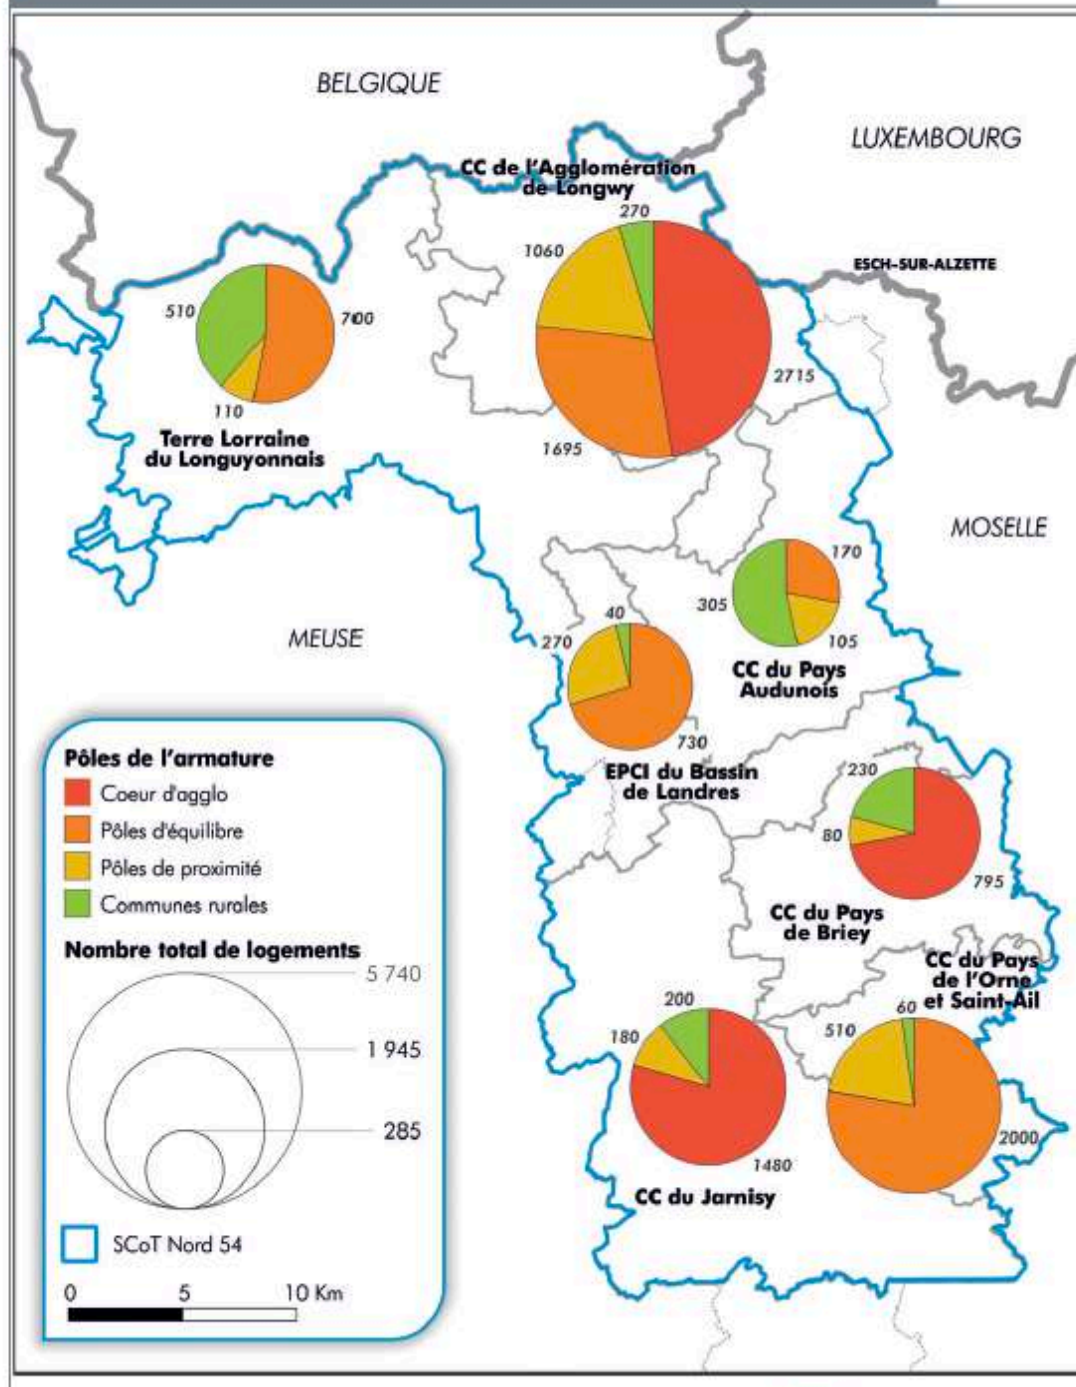 BELGIQUE
LUXEMBOURG
CC de l'Agglomération
de Longwy
270
1060
ESCH-SUR-ALZETTE
510
700
2715
110
Terre Lorraine
du Longuyonnais
1695
MOSELLE
170
305
105
CC du Pays
Audunois
MEUSE
40
270
730
EPCI du Bassin
de Landres
230
80
795
CC du Pays
de Briey
CC du Pays
de l'Orne
et Saint-Ail
60
510
2000
200
180
1480
CC du Jarnisy
Pôles de l'armature
Coeur d'agglo
Pôles d'équilibre
Pôles de proximité
Communes rurales
Nombre total de logements
5 740
1 945
285
SCoT Nord 54
0 5 10 Km